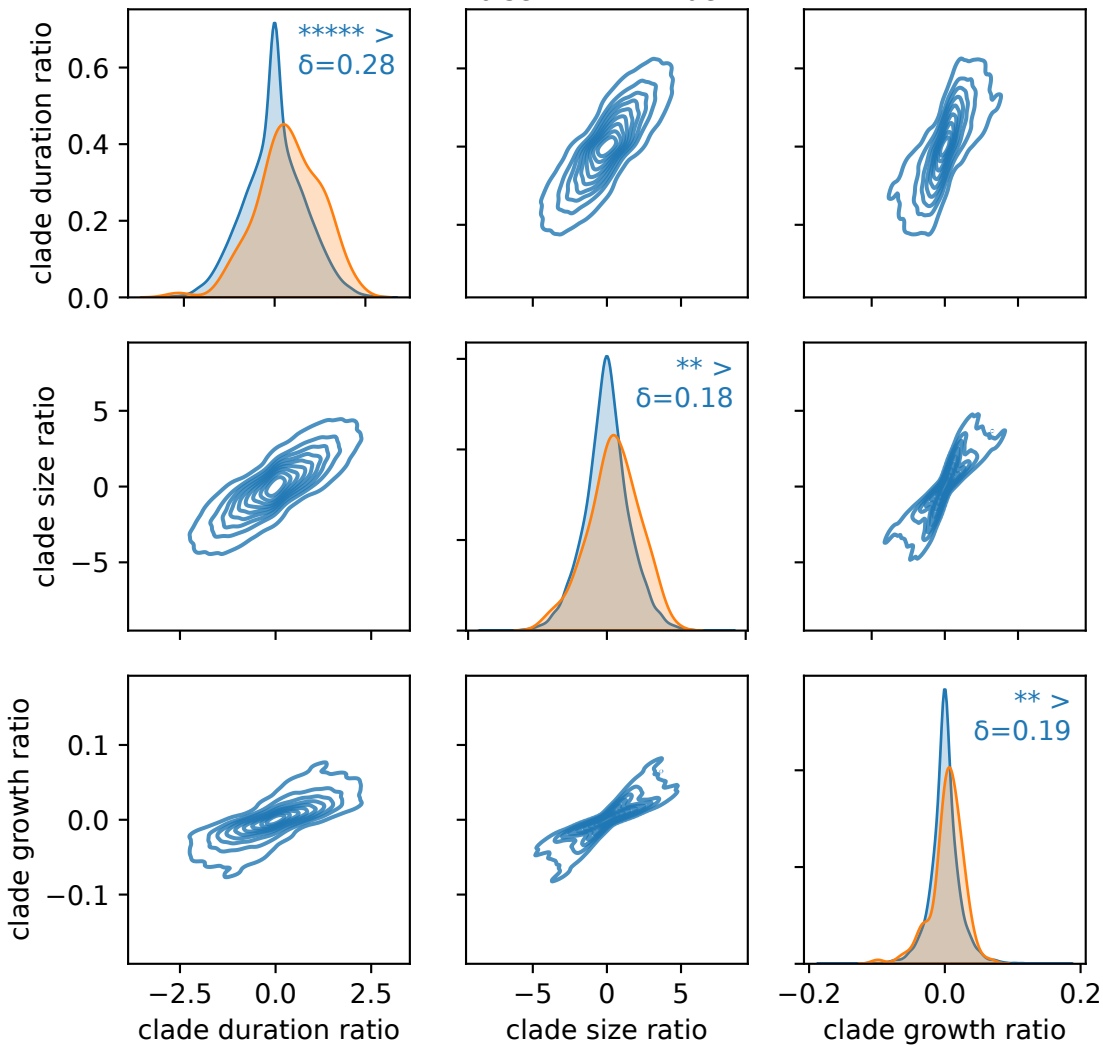 ***** >
δ=0.28
clade duration ratio
0.6
0.4
0.2
0.0
** >
δ=0.18
clade size ratio
5
0
−5
** >
δ=0.19
clade growth ratio
0.1
0.0
−0.1
−2.5
0.0
2.5
−5
0
5
−0.2
0.0
0.2
clade duration ratio
clade size ratio
clade growth ratio